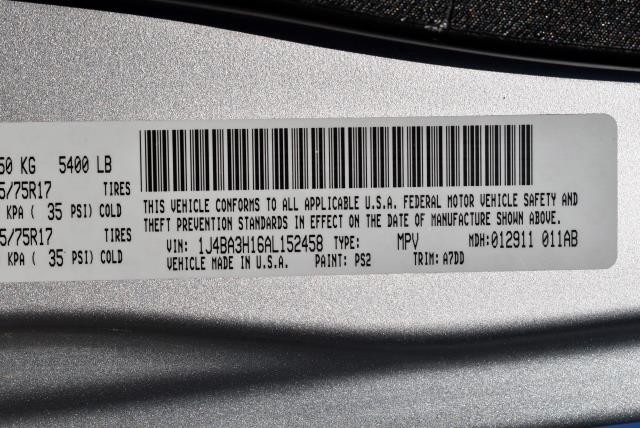 50 KG 5400 LB
5/75R17 TIRES
KPA ( 35 PSI) COLD
5/75R17 TIRES
KPA ( 35 PSI) COLD
THIS VEHICLE CONFORMS TO ALL APPLICABLE U.S.A. FEDERAL MOTOR VEHICLE SAFETY AND
THEFT PREVENTION STANDARDS IN EFFECT ON THE DATE OF MANUFACTURE SHOWN ABOVE.
VIN: 1J4BA3H16AL152458 TYPE: MPV MDH: 012911 011AB
VEHICLE MADE IN U.S.A. PAINT: PS2 TRIM: A7DD